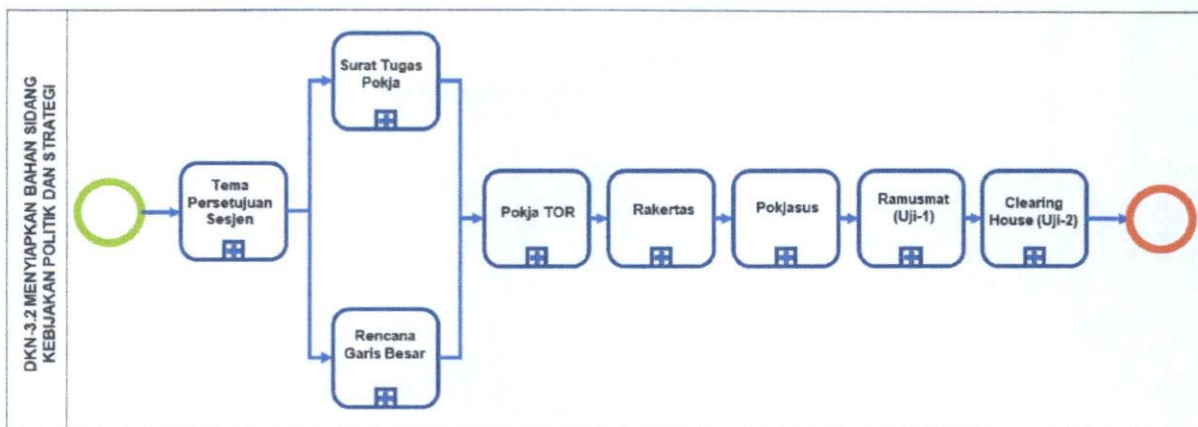 DKN-3.2 MENYIAPKAN BAHAN SIDANG
KEBIJAKAN POLITIK DAN STRATEGI
Tema
Persetujuan
Sesjen
Surat Tugas
Pokja
Rencana
Garis Besar
Pokja TOR
Rakertas
Pokjasus
Ramusmat
(Uji-1)
Clearing
House (Uji-2)